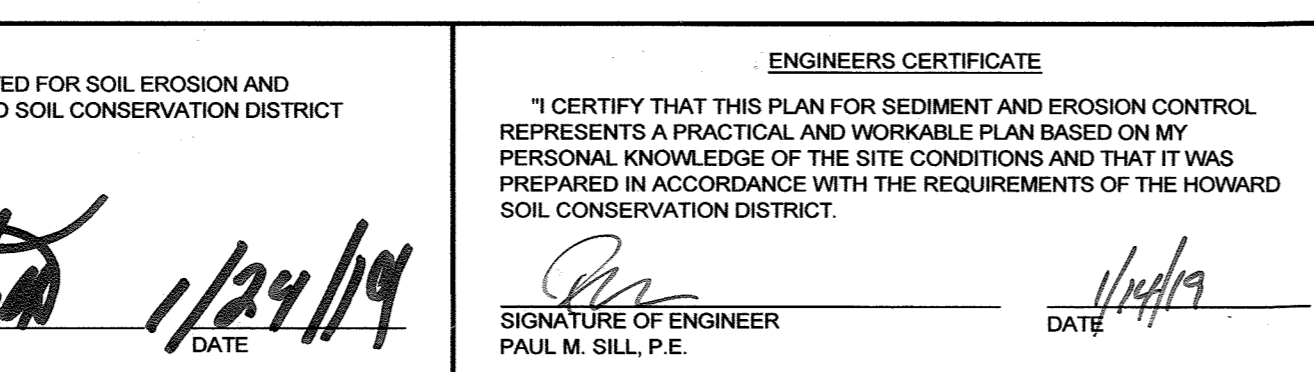 TED FOR SOIL EROSION AND
D SOIL CONSERVATION DISTRICT
1/24/19
DATE
ENGINEERS CERTIFICATE
"I CERTIFY THAT THIS PLAN FOR SEDIMENT AND EROSION CONTROL
REPRESENTS A PRACTICAL AND WORKABLE PLAN BASED ON MY
PERSONAL KNOWLEDGE OF THE SITE CONDITIONS AND THAT IT WAS
PREPARED IN ACCORDANCE WITH THE REQUIREMENTS OF THE HOWARD
SOIL CONSERVATION DISTRICT.
1/14/19
SIGNATURE OF ENGINEER
DATE
PAUL M. SILL, P.E.